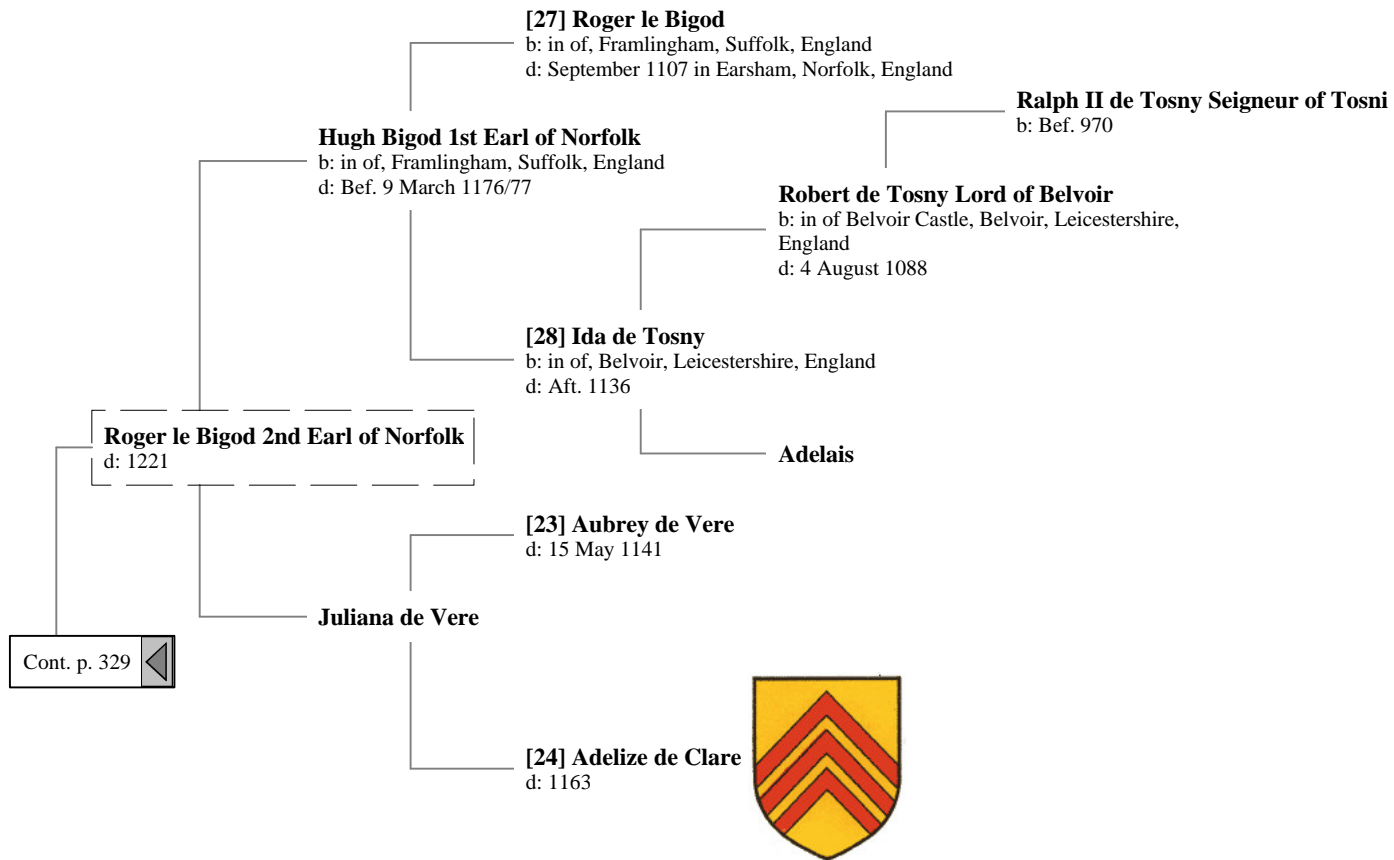 [27] Roger le Bigod
b: in of, Framlingham, Suffolk, England
d: September 1107 in Earsham, Norfolk, England
Ralph II de Tosny Seigneur of Tosni
b: Bef. 970
Hugh Bigod 1st Earl of Norfolk
b: in of, Framlingham, Suffolk, England
d: Bef. 9 March 1176/77
Robert de Tosny Lord of Belvoir
b: in of Belvoir Castle, Belvoir, Leicestershire,
England
d: 4 August 1088
[28] Ida de Tosny
b: in of, Belvoir, Leicestershire, England
d: Aft. 1136
Roger le Bigod 2nd Earl of Norfolk
d: 1221
Adelais
[23] Aubrey de Vere
d: 15 May 1141
Juliana de Vere
Cont. p. 329
[24] Adelize de Clare
d: 1163